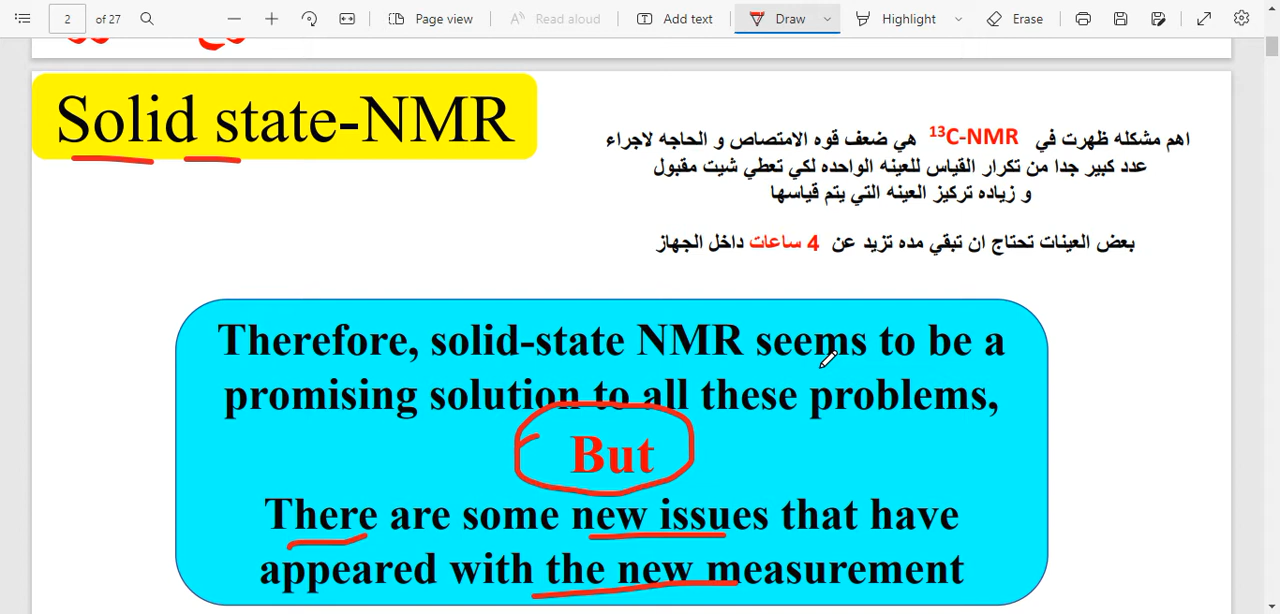 2 of 27 Page view Read aloud Add text Draw Highlight Erase
Solid state-NMR
اهم مشكله ظهرت في 13C-NMR هي ضعف قوه الامتصاص و الحاجه لاجراء
عدد كبير جدا من تكرار القياس للعينه الواحده لكي تعطي شيت مقبول
و زياده تركيز العينه التي يتم قياسها
بعض العينات تحتاج ان تبقي مده تزيد عن 4 ساعات داخل الجهاز
Therefore, solid-state NMR seems to be a
promising solution to all these problems,
But
There are some new issues that have
appeared with the new measurement